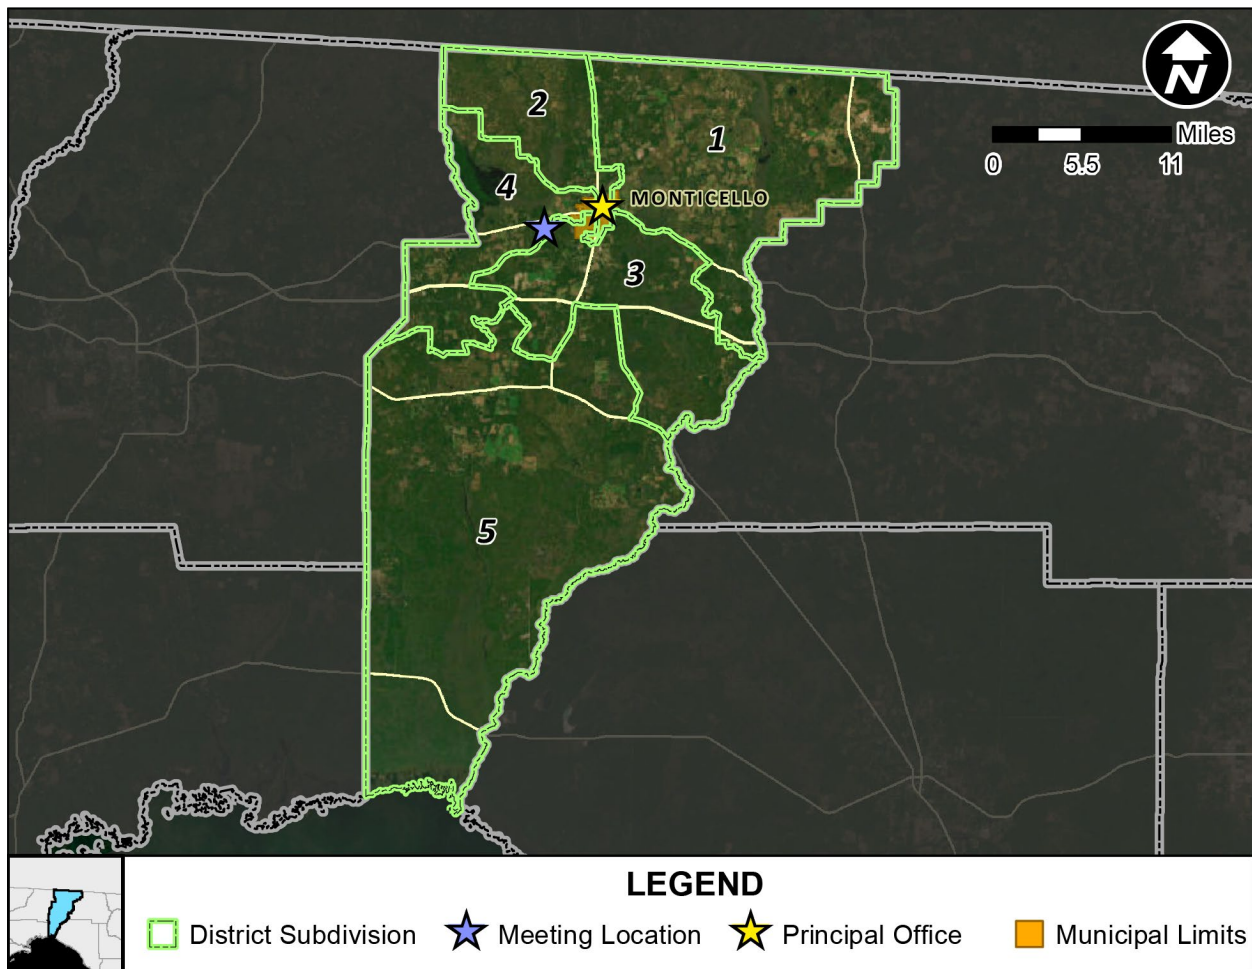 N
Miles
0 5.5 11
2
1
4
MONTICELLO
3
5
LEGEND
District Subdivision Meeting Location Principal Office Municipal Limits